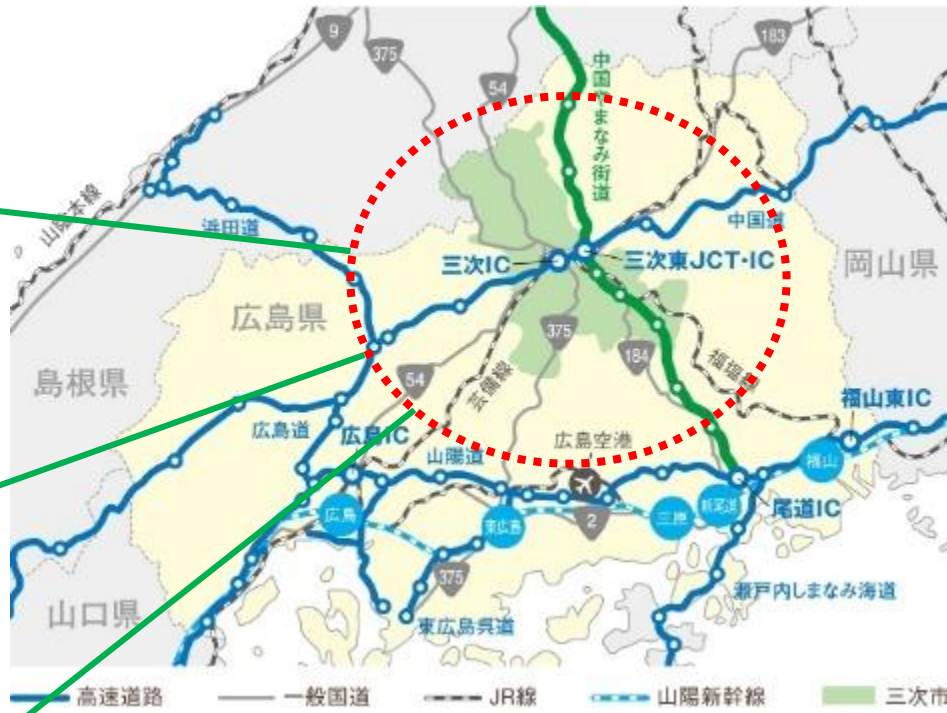 9
375
183
54
中国やまなみ街道
山陰本線
浜田道
中国道
三次IC
三次東JCT・IC
岡山県
広島県
375
島根県
54
芸備線
184
福塩線
福山東IC
広島道
広島IC
広島空港
山陽道
福山
広島
東広島
2
三原
新尾道
尾道IC
375
瀬戸内しまなみ海道
山口県
東広島呉道
高速道路
一般国道
JR線
山陽新幹線
三次市